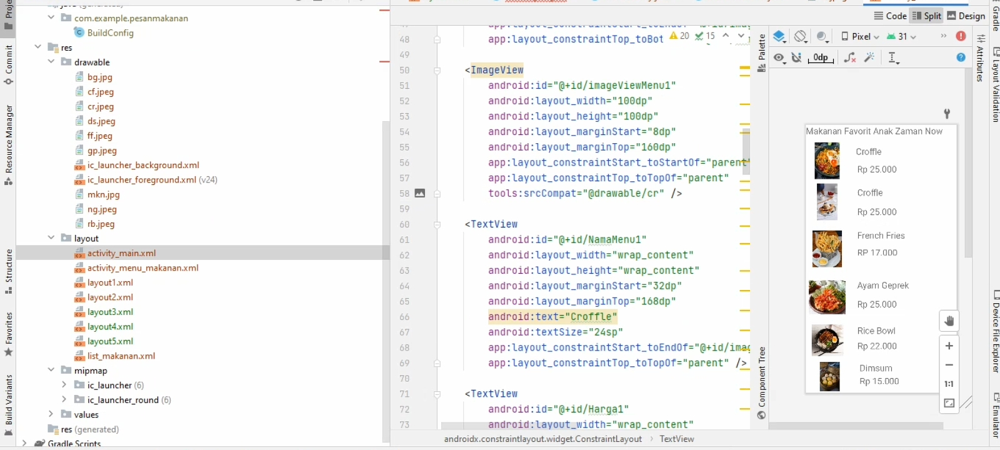 Code Split Design
java (generated)
com.example.pesanmakanan
BuildConfig
res
drawable
bg.jpg
cf.jpeg
cr.jpeg
ds.jpeg
ff.jpeg
gp.jpeg
ic_launcher_background.xml
ic_launcher_foreground.xml (v24)
mkn.jpg
ng.jpeg
rb.jpeg
layout
activity_main.xml
activity_menu_makanan.xml
layout1.xml
layout2.xml
layout3.xml
layout4.xml
layout5.xml
list_makanan.xml
mipmap
ic_launcher (6)
ic_launcher_round (6)
values
res (generated)
Gradle Scripts
Commit
Resource Manager
Structure
Favorites
Build Variants
48 app:layout_constraintTop_toBot
20 15
49
50 <ImageView
51 android:id="@+id/imageViewMenu1"
52 android:layout_width="100dp"
53 android:layout_height="100dp"
54 android:layout_marginStart="8dp"
55 android:layout_marginTop="160dp"
56 app:layout_constraintStart_toStartOf="parent"
57 app:layout_constraintTop_toTopOf="parent"
58 tools:srcCompat="@drawable/cr" />
59
60 <TextView
61 android:id="@+id/NamaMenu1"
62 android:layout_width="wrap_content"
63 android:layout_height="wrap_content"
64 android:layout_marginStart="32dp"
65 android:layout_marginTop="168dp"
66 android:text="Croffle"
67 android:textSize="24sp"
68 app:layout_constraintStart_toEndOf="@+id/imag
69 app:layout_constraintTop_toTopOf="parent" />
70
71 <TextView
72 android:id="@+id/Harga1"
73 android:layout_width="wrap_content"
androidx.constraintlayout.widget.ConstraintLayout > TextView
Palette
Component Tree
Pixel 31 »
0dp
Makanan Favorit Anak Zaman Now
Croffle
Rp 25.000
Croffle
Rp 25.000
French Fries
RP 17.000
Ayam Geprek
Rp 25.000
Rice Bowl
Rp 22.000
Dimsum
Rp 15.000
1:1
Attributes
Gradle
Layout Validation
Device File Explorer
Emulator